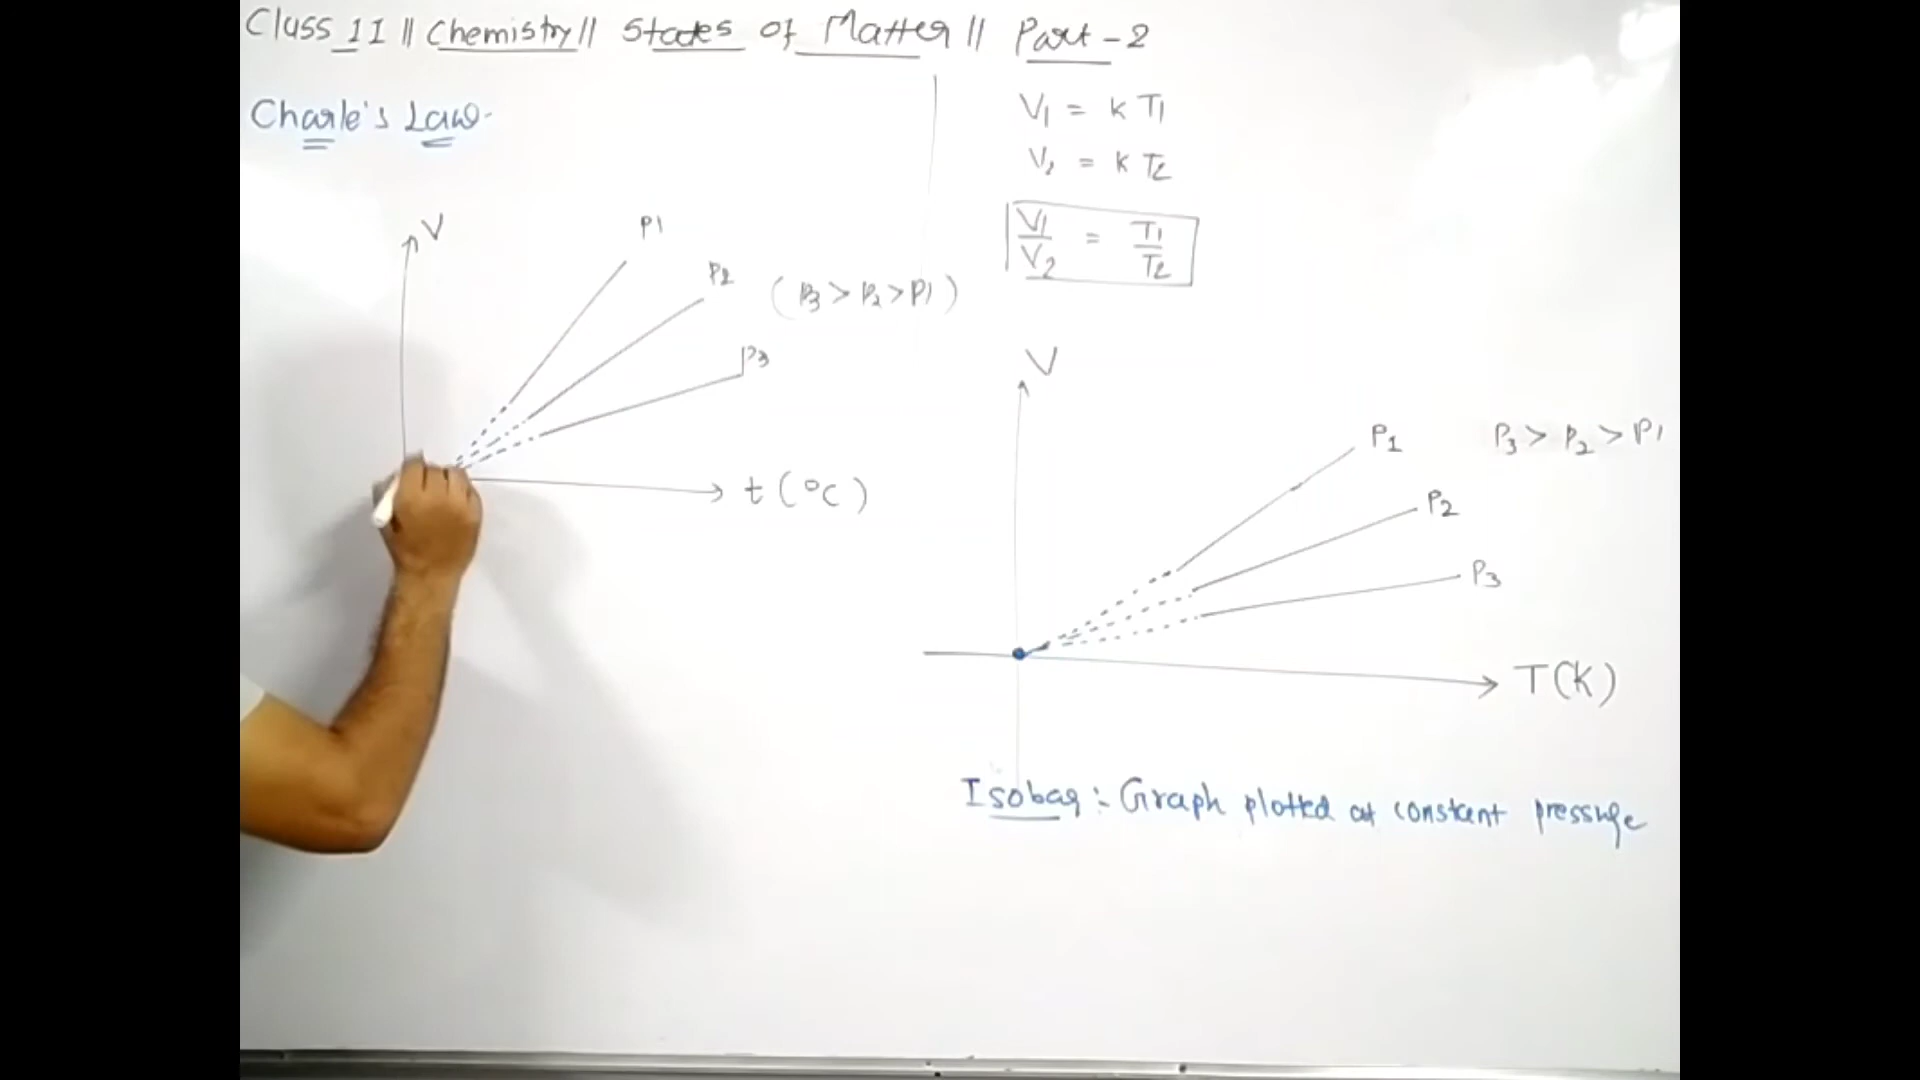 Class 11 || Chemistry || States of Matter || Part-2
Charle's Law.
V
P1
P2
(P3 > P2 > P1)
P3
t (°C)
V1 = k T1
V2 = k T2
V1/V2 = T1/T2
V
P1
P3 > P2 > P1
P2
P3
T(K)
Isobar :- Graph plotted at constant pressure